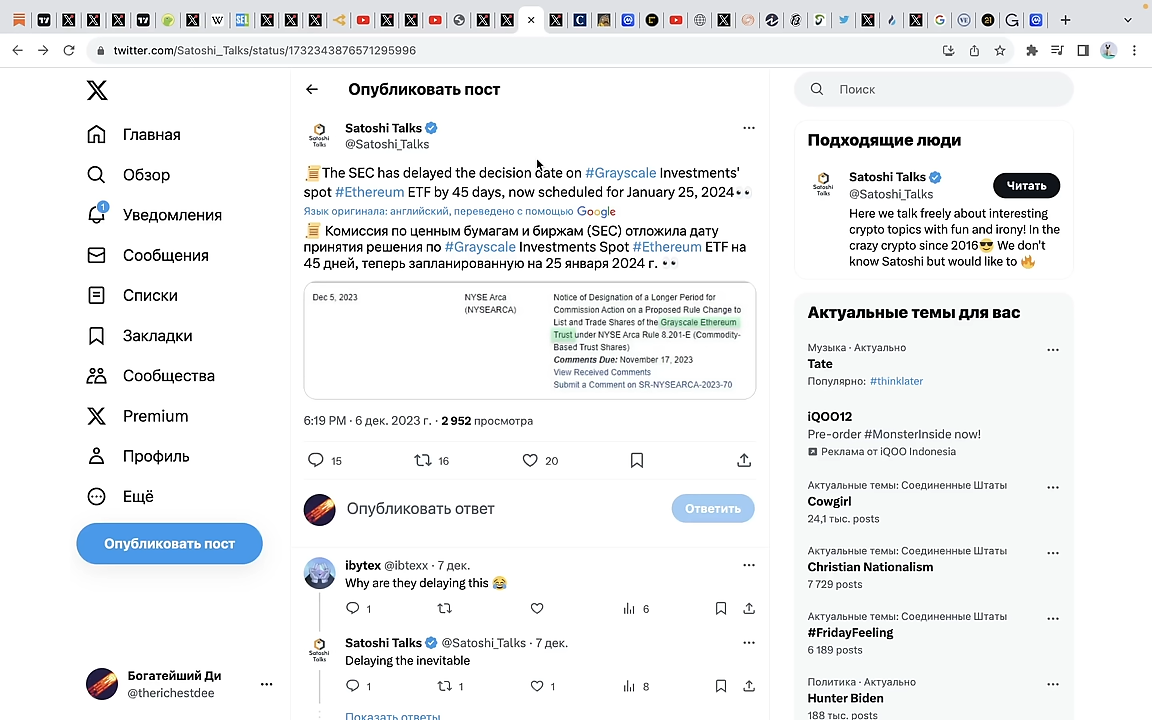 twitter.com/Satoshi_Talks/status/1732343876571295996
Главная
Обзор
1
Уведомления
Сообщения
Списки
Закладки
Сообщества
Premium
Профиль
Ещё
Опубликовать пост
Богатейший Ди
@therichestdee
Опубликовать пост
Satoshi Talks
Satoshi Talks
@Satoshi_Talks
📜The SEC has delayed the decision date on #Grayscale Investments'
spot #Ethereum ETF by 45 days, now scheduled for January 25, 2024👀
Язык оригинала: английский, переведено с помощью Google
📜 Комиссия по ценным бумагам и биржам (SEC) отложила дату
принятия решения по #Grayscale Investments Spot #Ethereum ETF на
45 дней, теперь запланированную на 25 января 2024 г. 👀
Dec 5, 2023
NYSE Arca
(NYSEARCA)
Notice of Designation of a Longer Period for
Commission Action on a Proposed Rule Change to
List and Trade Shares of the Grayscale Ethereum
Trust under NYSE Arca Rule 8.201-E (Commodity-
Based Trust Shares)
Comments Due: November 17, 2023
View Received Comments
Submit a Comment on SR-NYSEARCA-2023-70
6:19 PM · 6 дек. 2023 г. · 2 952 просмотра
15 16 20
Опубликовать ответ
Ответить
ibytex @ibtexx · 7 дек.
Why are they delaying this 😂
1 6
Satoshi Talks
Satoshi Talks @Satoshi_Talks · 7 дек.
Delaying the inevitable
1 1 1 8
Показать ответы
Поиск
Подходящие люди
Satoshi Talks
Satoshi Talks
@Satoshi_Talks
Читать
Here we talk freely about interesting
crypto topics with fun and irony! In the
crazy crypto since 2016😎 We don't
know Satoshi but would like to 🔥
Актуальные темы для вас
Музыка · Актуально
Tate
Популярно: #thinklater
iQOO12
Pre-order #MonsterInside now!
Реклама от iQOO Indonesia
Актуальные темы: Соединенные Штаты
Cowgirl
24,1 тыс. posts
Актуальные темы: Соединенные Штаты
Christian Nationalism
7 729 posts
Актуальные темы: Соединенные Штаты
#FridayFeeling
6 189 posts
Политика · Актуально
Hunter Biden
188 тыс. posts